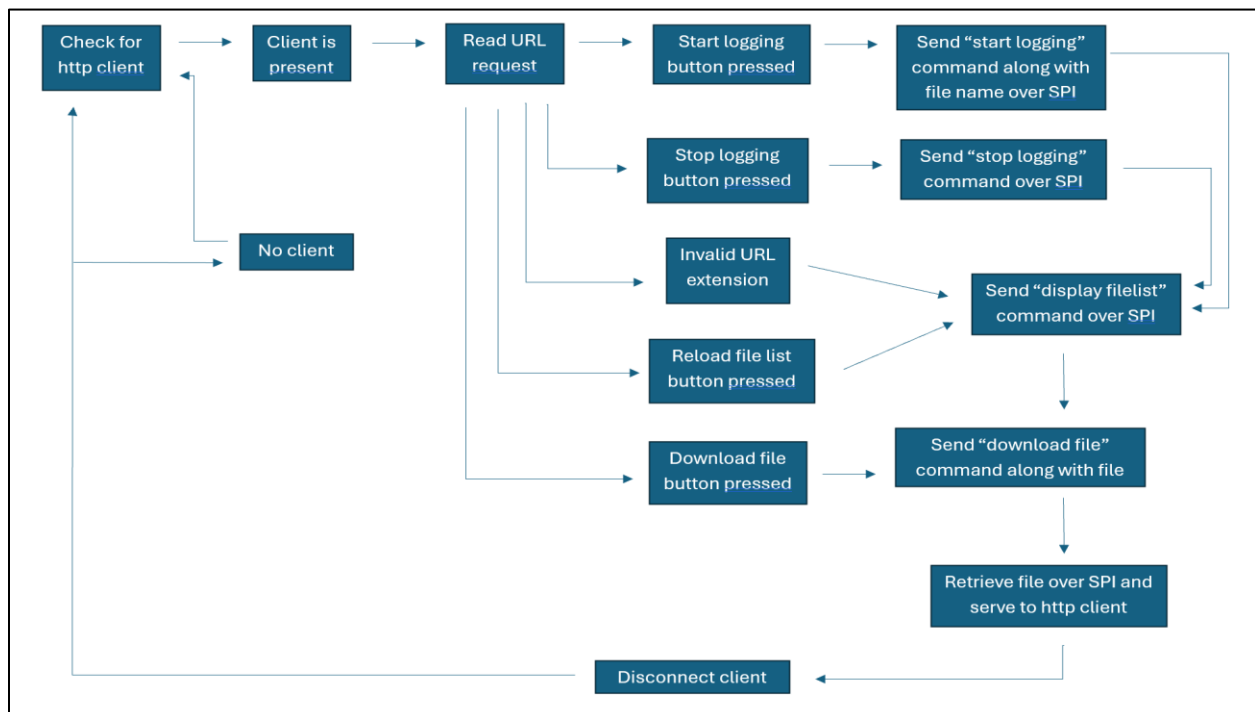 Check for
http client
Client is
present
Read URL
request
Start logging
button pressed
Send “start logging”
command along with
file name over SPI
Stop logging
button pressed
Send “stop logging”
command over SPI
No client
Invalid URL
extension
Send “display filelist”
command over SPI
Reload file list
button pressed
Download file
button pressed
Send “download file”
command along with file
Retrieve file over SPI and
serve to http client
Disconnect client